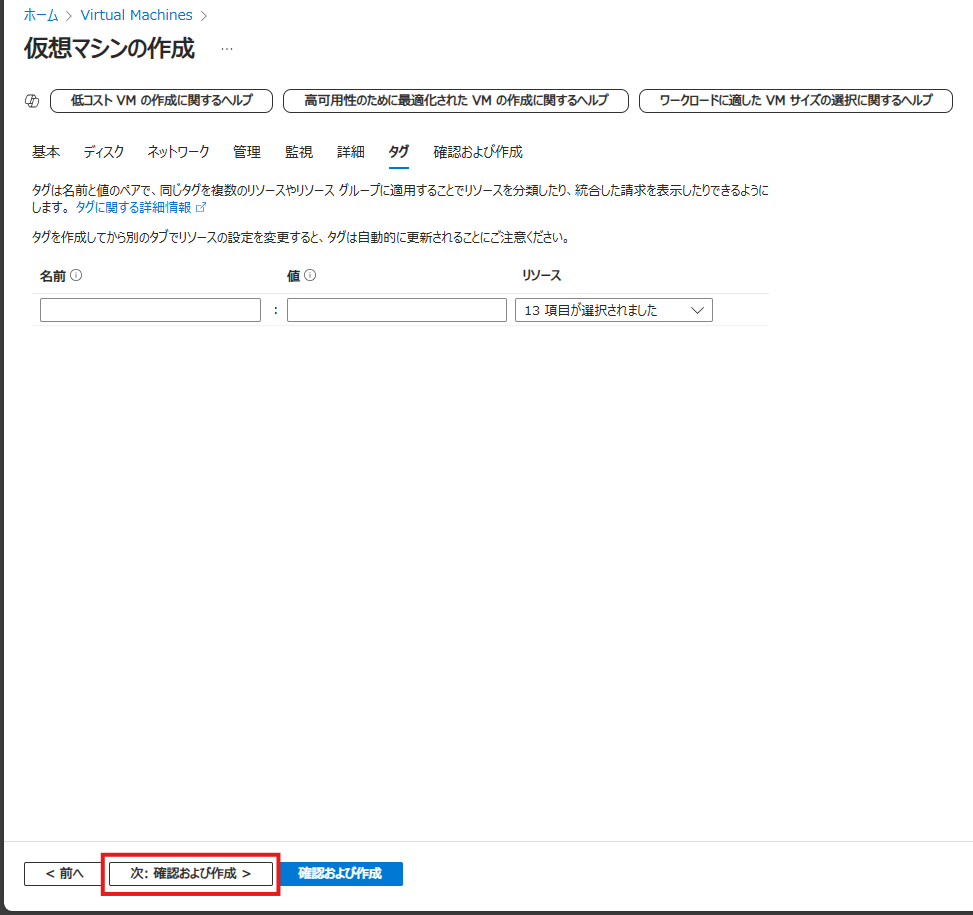 ホーム > Virtual Machines >
仮想マシンの作成 ...
低コスト VM の作成に関するヘルプ 高可用性のために最適化された VM の作成に関するヘルプ ワークロードに適した VM サイズの選択に関するヘルプ
基本 ディスク ネットワーク 管理 監視 詳細 タグ 確認および作成
タグは名前と値のペアで、同じタグを複数のリソースやリソース グループに適用することでリソースを分類したり、統合した請求を表示したりできるように
します。 タグに関する詳細情報
タグを作成してから別のタブでリソースの設定を変更すると、タグは自動的に更新されることにご注意ください。
名前 値 リソース
: 13 項目が選択されました
< 前へ 次: 確認および作成 > 確認および作成